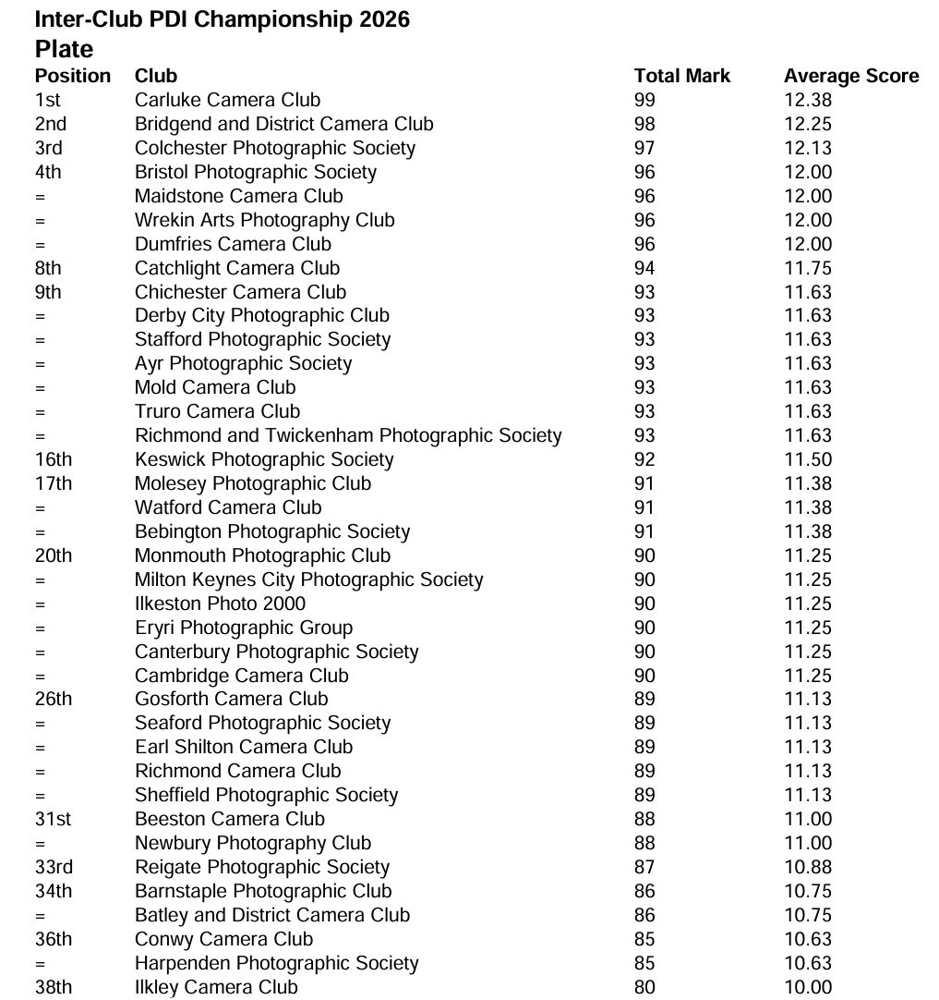 Inter-Club PDI Championship 2026
Plate
Position Club Total Mark Average Score
1st Carluke Camera Club 99 12.38
2nd Bridgend and District Camera Club 98 12.25
3rd Colchester Photographic Society 97 12.13
4th Bristol Photographic Society 96 12.00
= Maidstone Camera Club 96 12.00
= Wrekin Arts Photography Club 96 12.00
= Dumfries Camera Club 96 12.00
8th Catchlight Camera Club 94 11.75
9th Chichester Camera Club 93 11.63
= Derby City Photographic Club 93 11.63
= Stafford Photographic Society 93 11.63
= Ayr Photographic Society 93 11.63
= Mold Camera Club 93 11.63
= Truro Camera Club 93 11.63
= Richmond and Twickenham Photographic Society 93 11.63
16th Keswick Photographic Society 92 11.50
17th Molesey Photographic Club 91 11.38
= Watford Camera Club 91 11.38
= Bebington Photographic Society 91 11.38
20th Monmouth Photographic Club 90 11.25
= Milton Keynes City Photographic Society 90 11.25
= Ilkeston Photo 2000 90 11.25
= Eryri Photographic Group 90 11.25
= Canterbury Photographic Society 90 11.25
= Cambridge Camera Club 90 11.25
26th Gosforth Camera Club 89 11.13
= Seaford Photographic Society 89 11.13
= Earl Shilton Camera Club 89 11.13
= Richmond Camera Club 89 11.13
= Sheffield Photographic Society 89 11.13
31st Beeston Camera Club 88 11.00
= Newbury Photography Club 88 11.00
33rd Reigate Photographic Society 87 10.88
34th Barnstaple Photographic Club 86 10.75
= Batley and District Camera Club 86 10.75
36th Conwy Camera Club 85 10.63
= Harpenden Photographic Society 85 10.63
38th Ilkley Camera Club 80 10.00